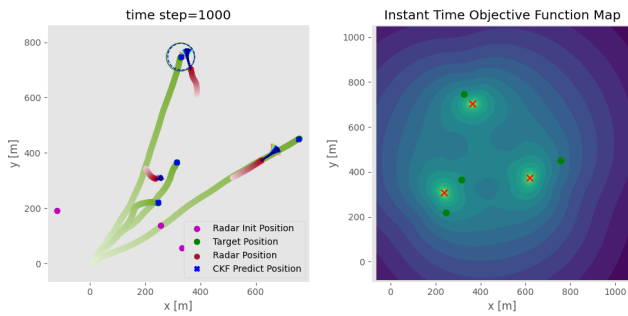 time step=1000
y [m]
800
600
400
200
0
0
200
400
600
x [m]
Radar Init Position
Target Position
Radar Position
CKF Predict Position
Instant Time Objective Function Map
y [m]
1000
800
600
400
200
0
0
200
400
600
800
1000
x [m]